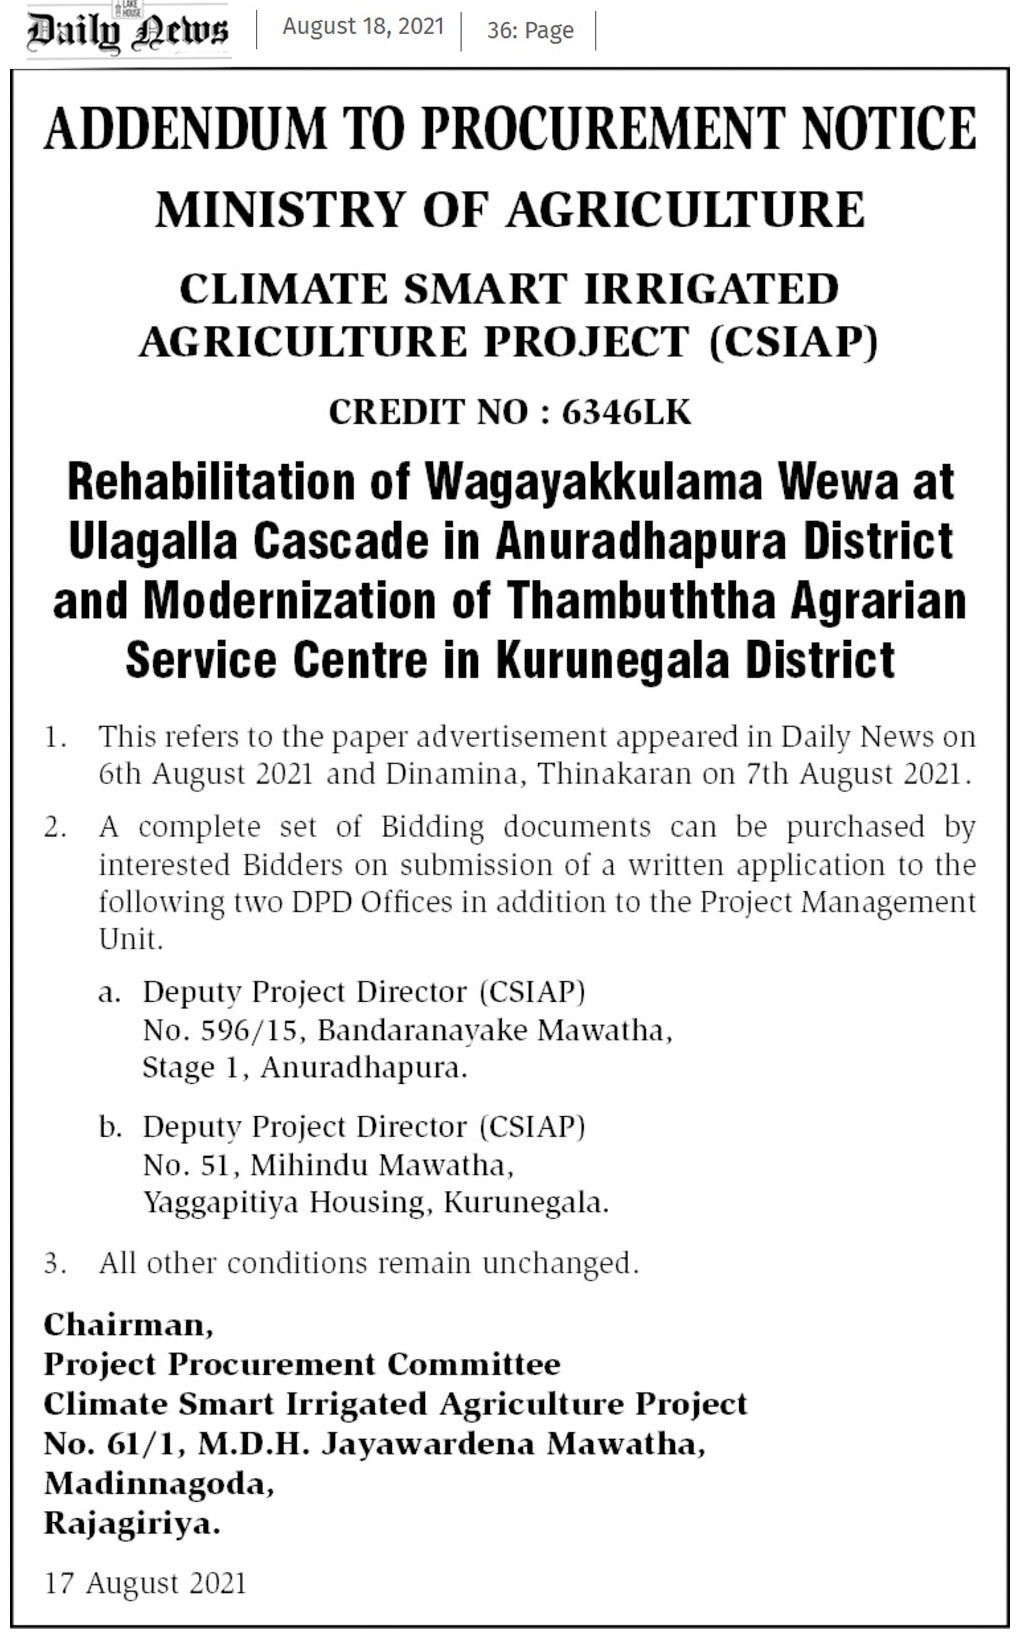 LAKE
HOUSE
Daily News
August 18, 2021
36: Page
ADDENDUM TO PROCUREMENT NOTICE
MINISTRY OF AGRICULTURE
CLIMATE SMART IRRIGATED
AGRICULTURE PROJECT (CSIAP)
CREDIT NO : 6346LK
Rehabilitation of Wagayakkulama Wewa at
Ulagalla Cascade in Anuradhapura District
and Modernization of Thambuththa Agrarian
Service Centre in Kurunegala District
1. This refers to the paper advertisement appeared in Daily News on
6th August 2021 and Dinamina, Thinakaran on 7th August 2021.
2. A complete set of Bidding documents can be purchased by
interested Bidders on submission of a written application to the
following two DPD Offices in addition to the Project Management
Unit.
a. Deputy Project Director (CSIAP)
No. 596/15, Bandaranayake Mawatha,
Stage 1, Anuradhapura.
b. Deputy Project Director (CSIAP)
No. 51, Mihindu Mawatha,
Yaggapitiya Housing, Kurunegala.
3. All other conditions remain unchanged.
Chairman,
Project Procurement Committee
Climate Smart Irrigated Agriculture Project
No. 61/1, M.D.H. Jayawardena Mawatha,
Madinnagoda,
Rajagiriya.
17 August 2021